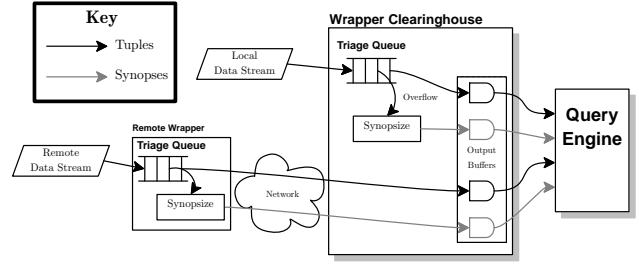 Key
Tuples
Synopses
Wrapper Clearinghouse
Local
Data Stream
Triage Queue
Overflow
Synopsize
Output
Buffers
Query
Engine
Remote Wrapper
Triage Queue
Remote
Data Stream
Synopsize
Network